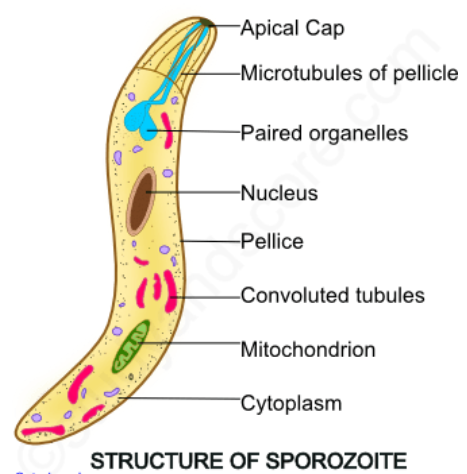 Apical Cap
Microtubules of pellicle
Paired organelles
Nucleus
Pellice
Convoluted tubules
Mitochondrion
Cytoplasm
STRUCTURE OF SPOROZOITE